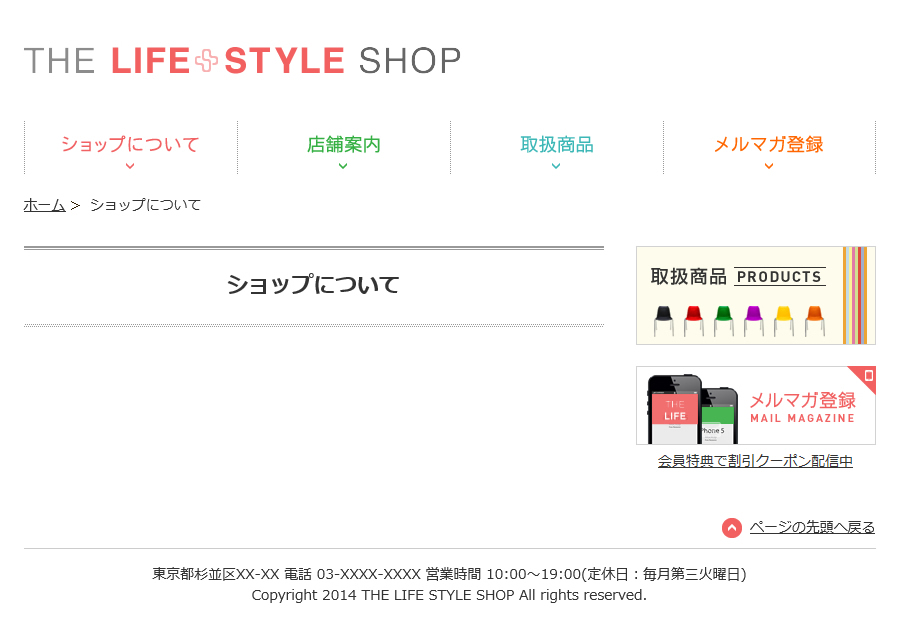 THE LIFE STYLE SHOP
ショップについて
店舗案内
取扱商品
メルマガ登録
ホーム > ショップについて
ショップについて
取扱商品 PRODUCTS
THE
LIFE
iPhone 5
メルマガ登録
MAIL MAGAZINE
会員特典で割引クーポン配信中
ページの先頭へ戻る
東京都杉並区XX-XX 電話 03-XXXX-XXXX 営業時間 10:00～19:00(定休日：毎月第三火曜日)
Copyright 2014 THE LIFE STYLE SHOP All rights reserved.